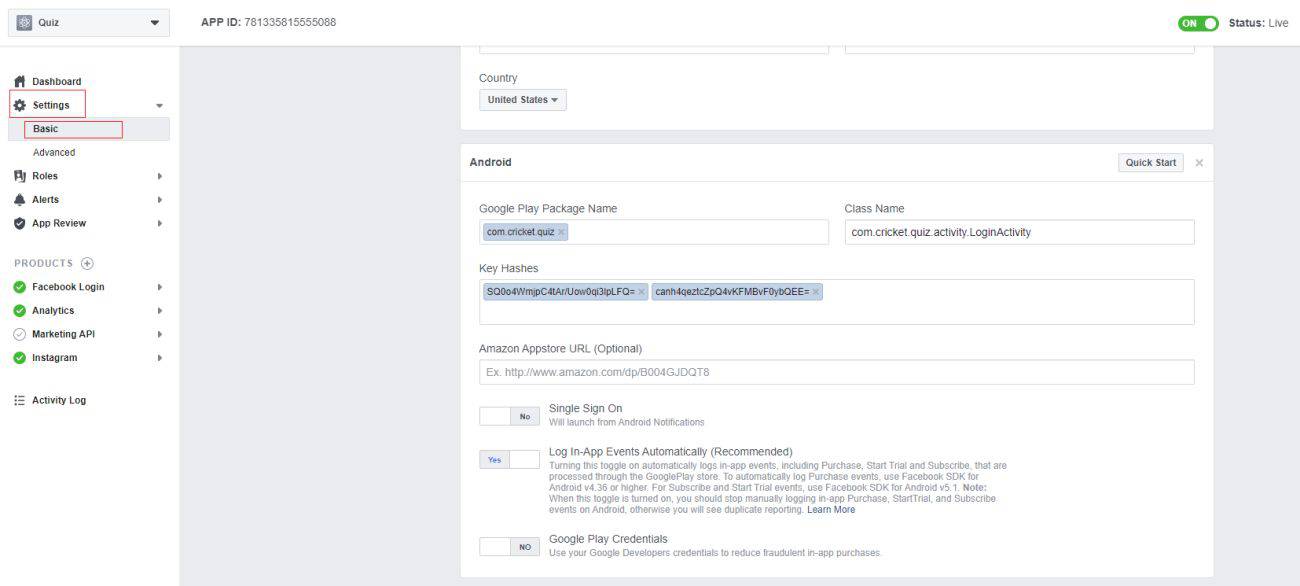 Quiz
APP ID: 781335815555088
ON
Status: Live
Dashboard
Settings
Basic
Advanced
Roles
Alerts
App Review
PRODUCTS
Facebook Login
Analytics
Marketing API
Instagram
Activity Log
Country
United States
Android
Quick Start
Google Play Package Name
Class Name
com.cricket.quiz
com.cricket.quiz.activity.LoginActivity
Key Hashes
SQ0o4WmjpC4tAr/Uow0qi3lpLFQ=
canh4qeztcZpQ4vKFMBvF0ybQEE=
Amazon Appstore URL (Optional)
Ex. http://www.amazon.com/dp/B004GJDQT8
No
Single Sign On
Will launch from Android Notifications
Yes
Log In-App Events Automatically (Recommended)
Turning this toggle on automatically logs in-app events, including Purchase, Start Trial and Subscribe, that are
processed through the GooglePlay store. To automatically log Purchase events, use Facebook SDK for
Android v4.36 or higher. For Subscribe and Start Trial events, use Facebook SDK for Android v5.1. Note:
When this toggle is turned on, you should stop manually logging in-app Purchase, StartTrial, and Subscribe
events on Android, otherwise you will see duplicate reporting. Learn More
NO
Google Play Credentials
Use your Google Developers credentials to reduce fraudulent in-app purchases.